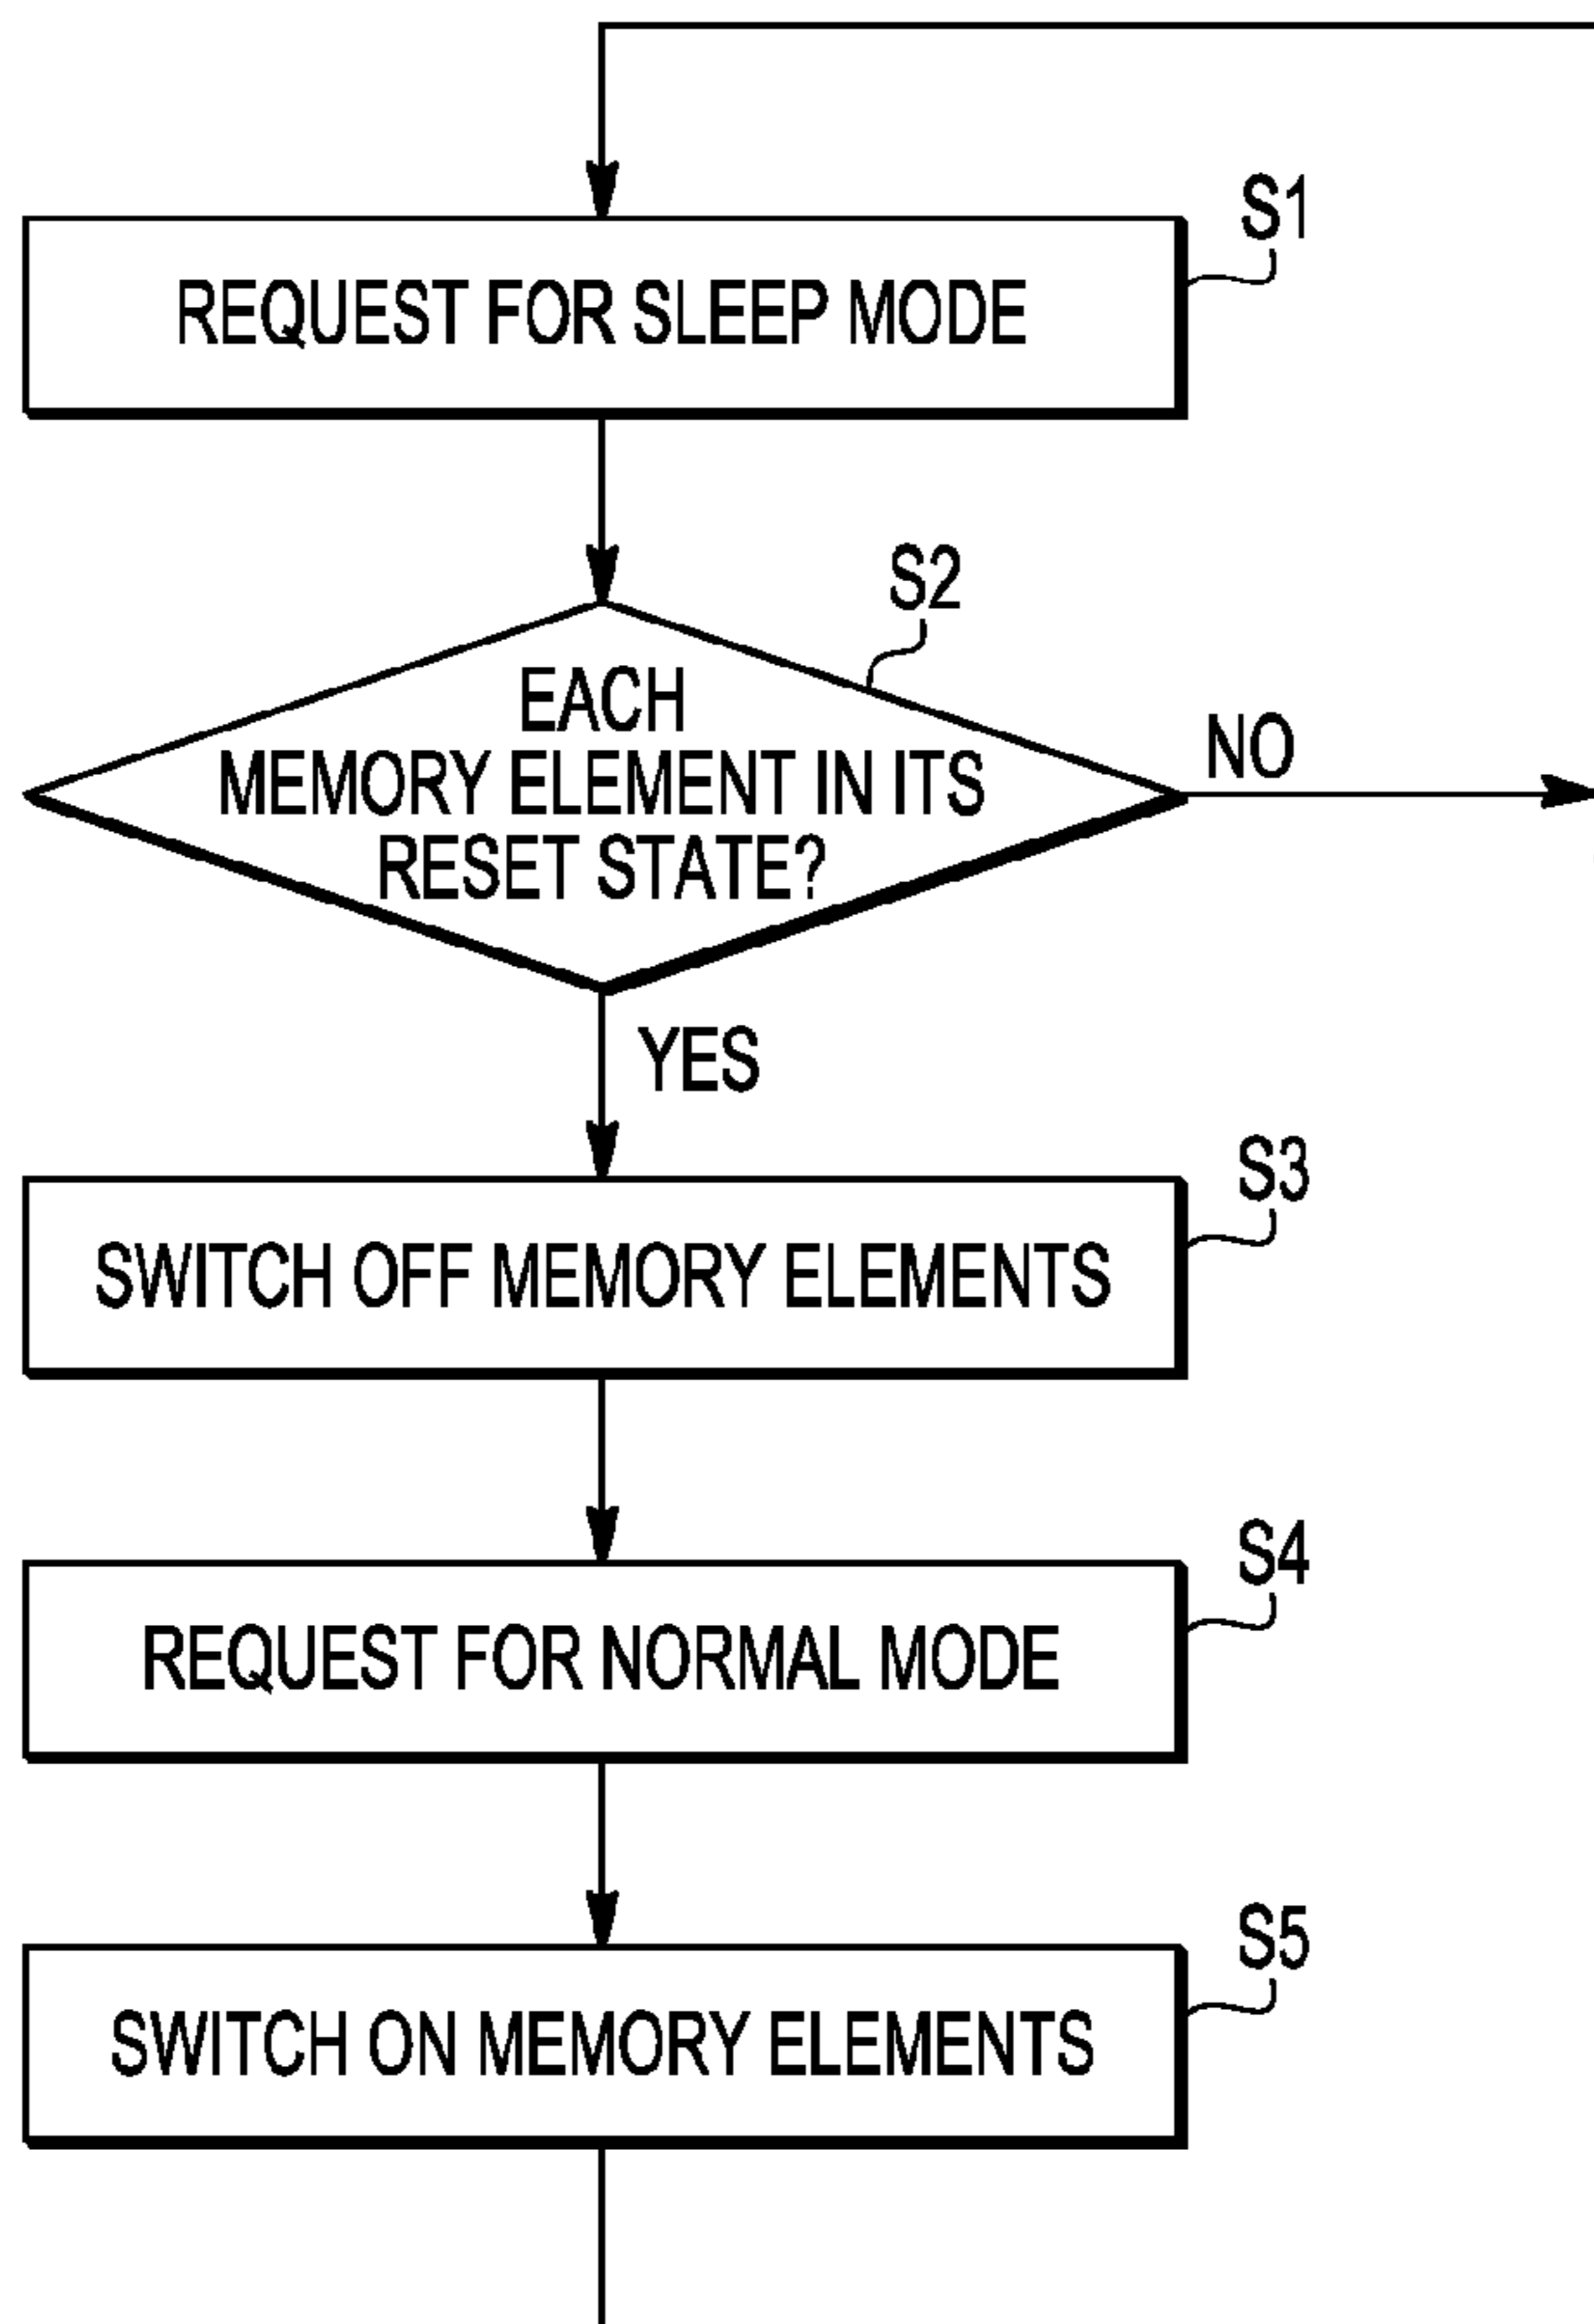 S1
REQUEST FOR SLEEP MODE
S2
EACH
MEMORY ELEMENT IN ITS
RESET STATE?
NO
YES
S3
SWITCH OFF MEMORY ELEMENTS
S4
REQUEST FOR NORMAL MODE
S5
SWITCH ON MEMORY ELEMENTS